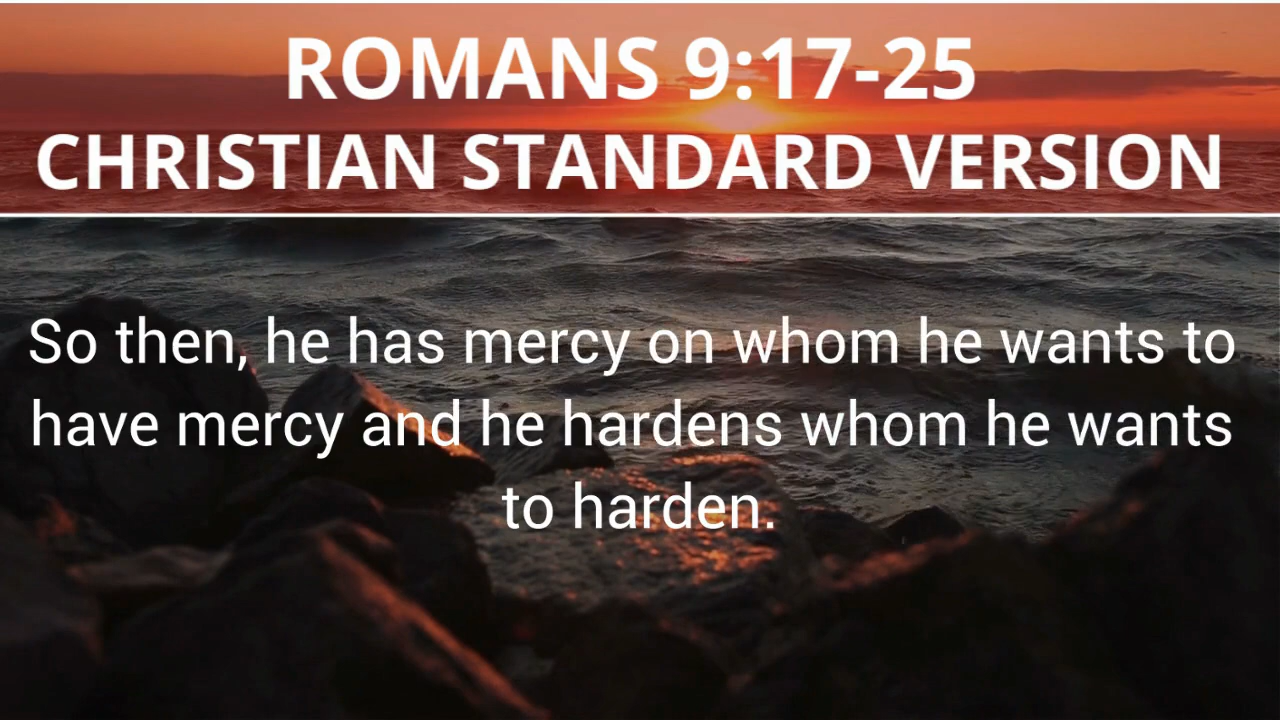 ROMANS 9:17-25
CHRISTIAN STANDARD VERSION
So then, he has mercy on whom he wants to
have mercy and he hardens whom he wants
to harden.